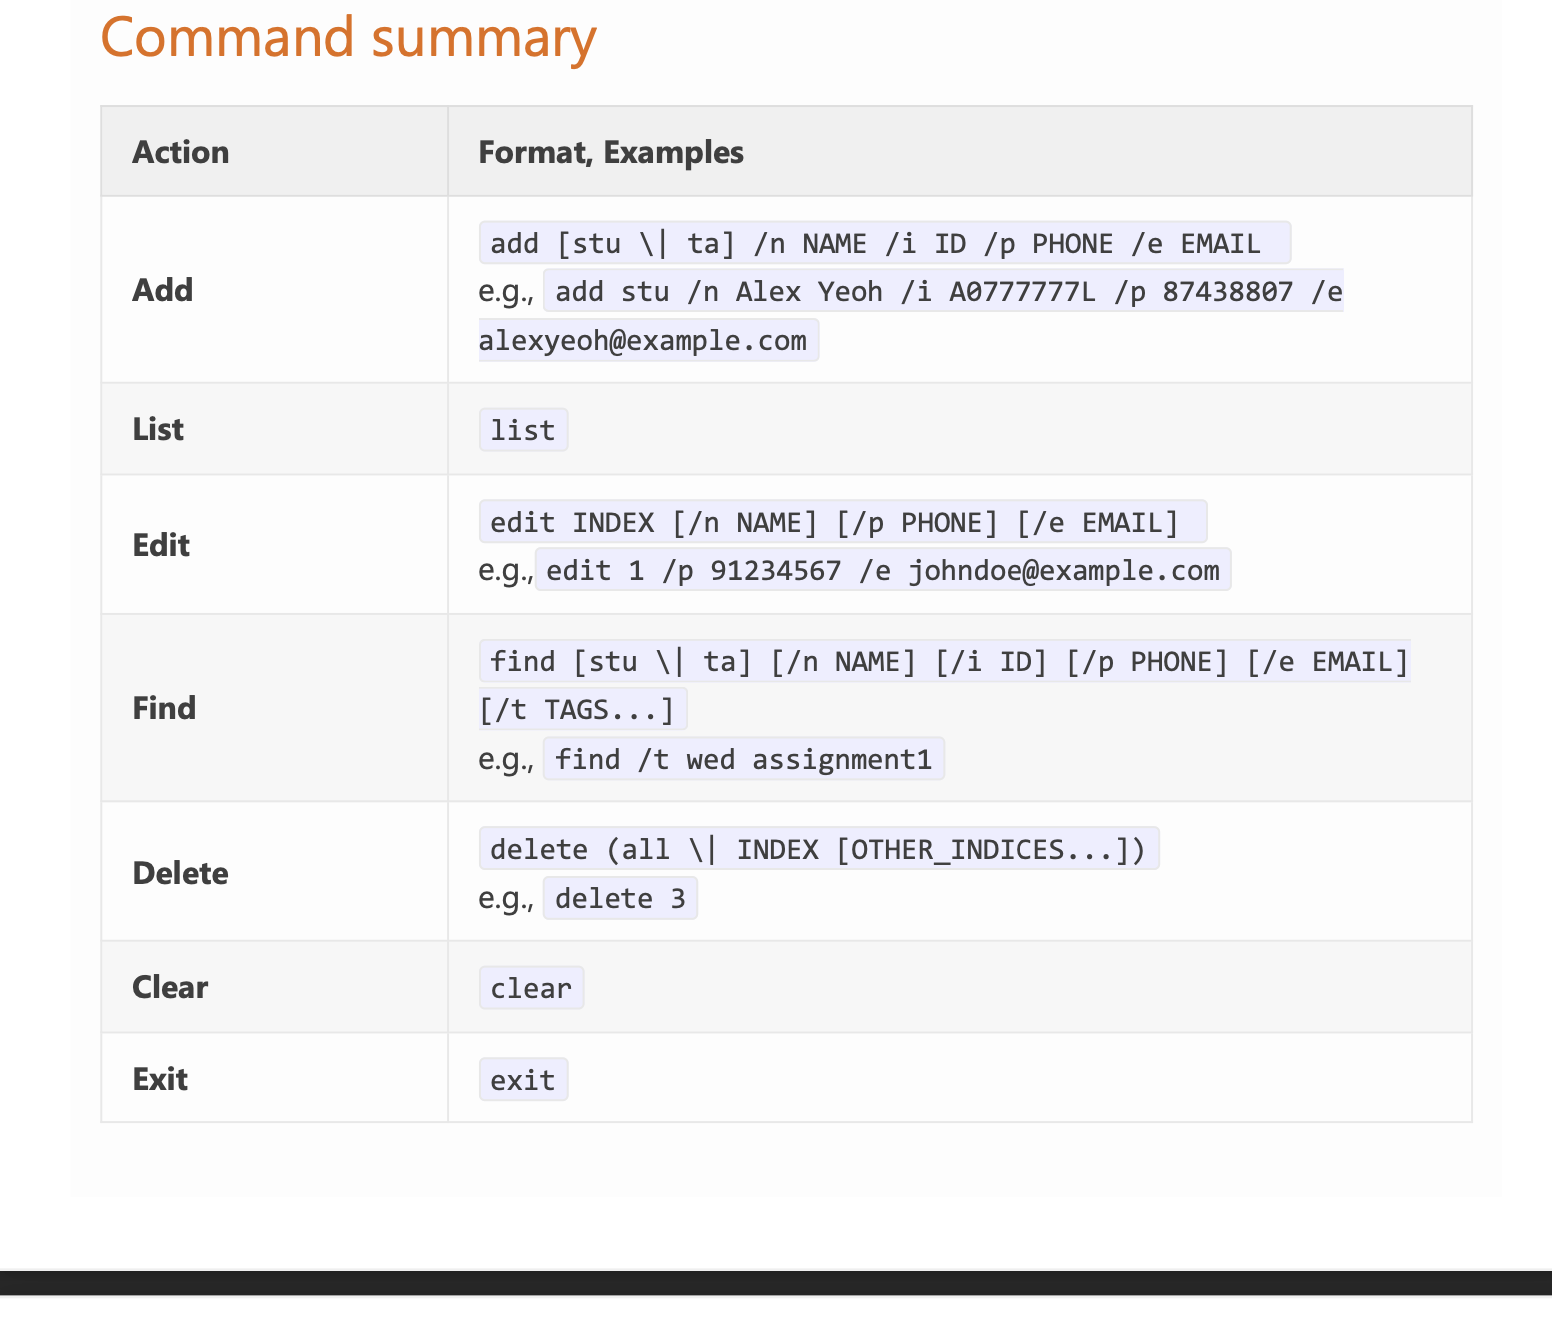 Command summary
Action
Format, Examples
Add
add [stu \| ta] /n NAME /i ID /p PHONE /e EMAIL
e.g., add stu /n Alex Yeoh /i A0777777L /p 87438807 /e
alexyeoh@example.com
List
list
Edit
edit INDEX [/n NAME] [/p PHONE] [/e EMAIL]
e.g., edit 1 /p 91234567 /e johndoe@example.com
Find
find [stu \| ta] [/n NAME] [/i ID] [/p PHONE] [/e EMAIL]
[/t TAGS...]
e.g., find /t wed assignment1
Delete
delete (all \| INDEX [OTHER_INDICES...])
e.g., delete 3
Clear
clear
Exit
exit